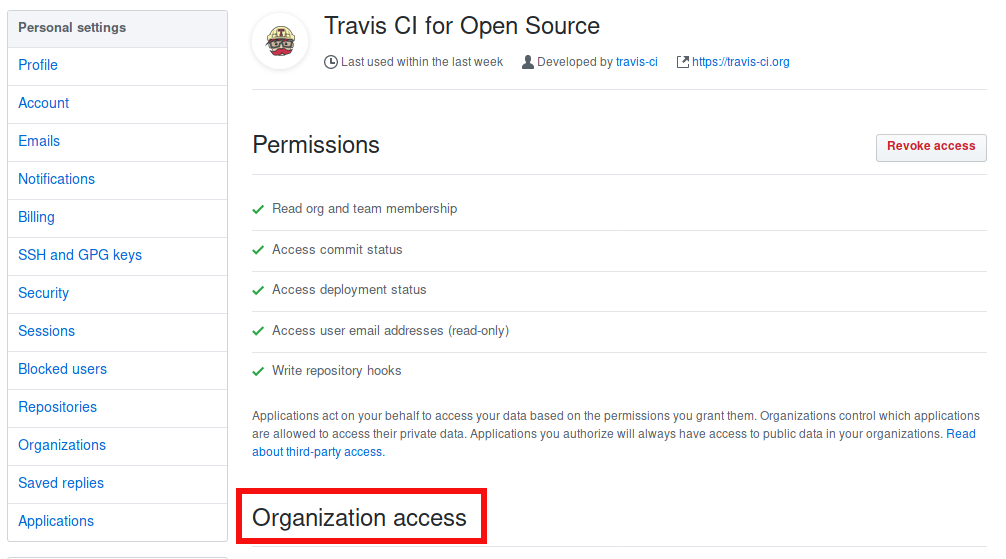 Personal settings
Profile
Account
Emails
Notifications
Billing
SSH and GPG keys
Security
Sessions
Blocked users
Repositories
Organizations
Saved replies
Applications
Travis CI for Open Source
Last used within the last week Developed by travis-ci https://travis-ci.org
Permissions
Revoke access
Read org and team membership
Access commit status
Access deployment status
Access user email addresses (read-only)
Write repository hooks
Applications act on your behalf to access your data based on the permissions you grant them. Organizations control which applications
are allowed to access their private data. Applications you authorize will always have access to public data in your organizations. Read
about third-party access.
Organization access